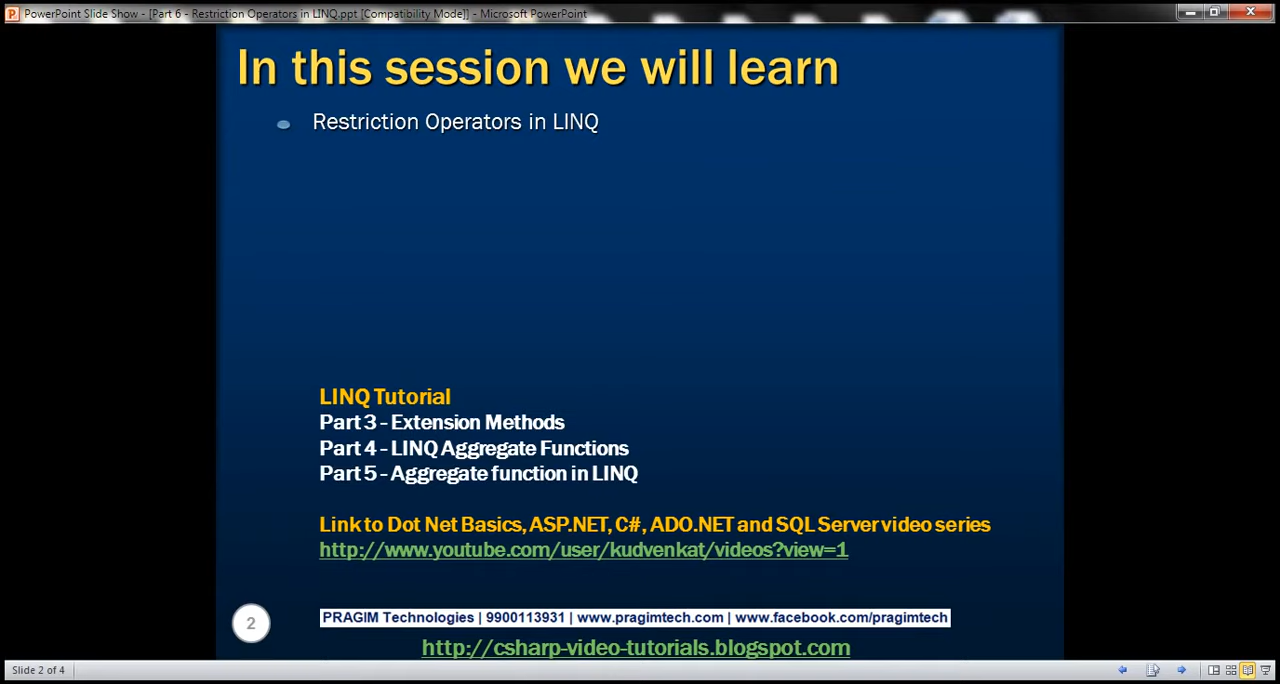 PowerPoint Slide Show - [Part 6 - Restriction Operators in LINQ.ppt [Compatibility Mode]] - Microsoft PowerPoint
In this session we will learn
Restriction Operators in LINQ
LINQ Tutorial
Part 3 - Extension Methods
Part 4 - LINQ Aggregate Functions
Part 5 - Aggregate function in LINQ
Link to Dot Net Basics, ASP.NET, C#, ADO.NET and SQL Server video series
http://www.youtube.com/user/kudvenkat/videos?view=1
2
PRAGIM Technologies | 9900113931 | www.pragimtech.com | www.facebook.com/pragimtech
http://csharp-video-tutorials.blogspot.com
Slide 2 of 4